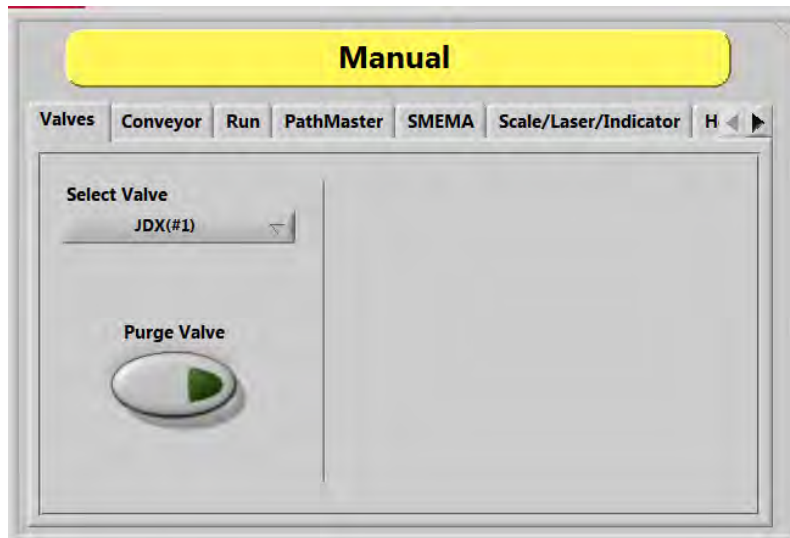 Manual
Valves Conveyor Run PathMaster SMEMA Scale/Laser/Indicator H
Select Valve
JDX(#1)
Purge Valve